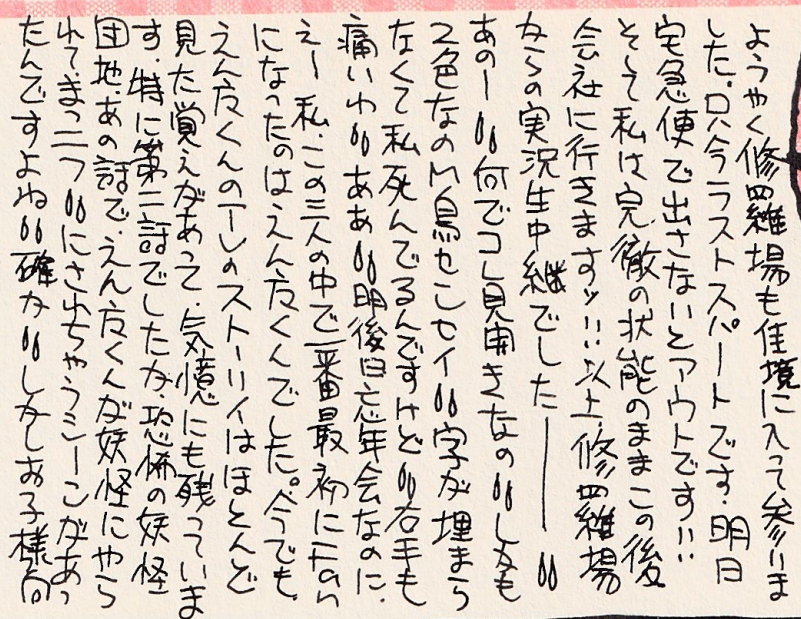 ようやく修羅場も佳境に入って参りま
した。只今ラストスパートです。明日
宅急便で出さないとアウトです!!
そして私は完徹の状態のままこの後
会社に行きますッ!!以上、修羅場
からの実況生中継でした――〃
あのー〃何でコレ見開きなの〃しかも
2色なの 鳥センセイ〃字が埋まら
なくて私死んでるんですけど〃右手も
痛いわ〃ああ〃明後日忘年会なのに、
えー私、この三人の中で一番最初に
になったのはえん魔くんでした。今でも、
えん魔くんのTVのストーリィはほとんど
見た覚えがあって、気憶にも残っていま
す。特に第二話でしたか、恐怖の妖怪
団地、あの話で、えん魔くんが妖怪にやら
れて、まっ二つ〃にされちゃうシーンがあっ
たんですよね〃確か〃しかしお子様向